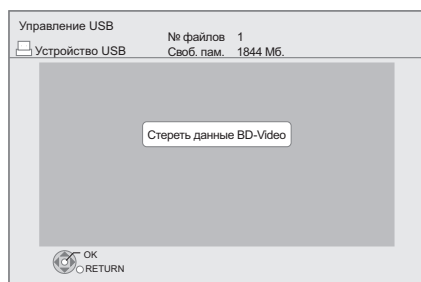 Управление USB
№ файлов 1
Устройство USB
Своб. пам. 1844 Мб.
Стереть данные BD-Video
OK
RETURN